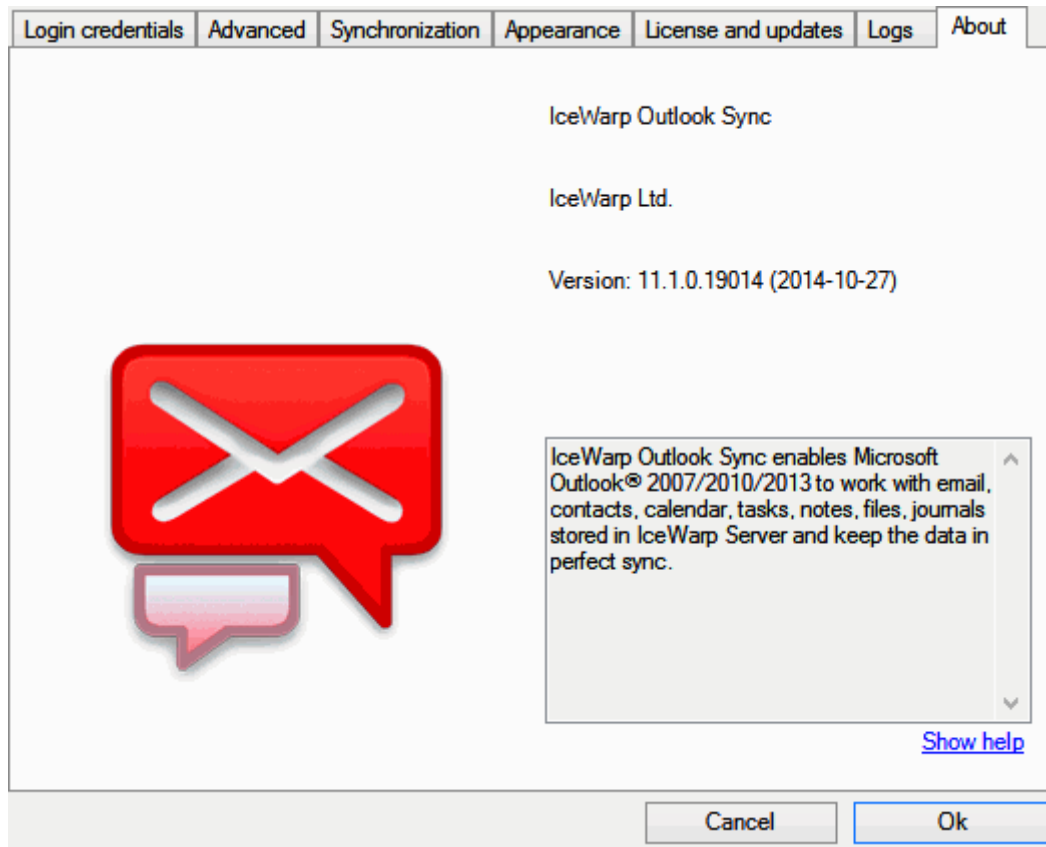 Login credentials Advanced Synchronization Appearance License and updates Logs About
IceWarp Outlook Sync
IceWarp Ltd.
Version: 11.1.0.19014 (2014-10-27)
IceWarp Outlook Sync enables Microsoft
Outlook® 2007/2010/2013 to work with email,
contacts, calendar, tasks, notes, files, journals
stored in IceWarp Server and keep the data in
perfect sync.
Show help
Cancel Ok